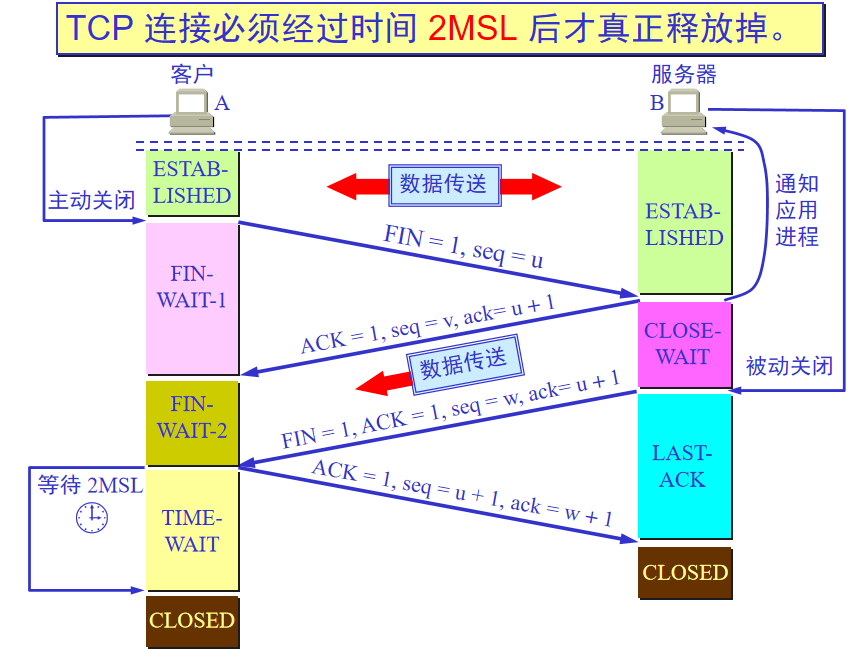 TCP 连接必须经过时间 2MSL 后才真正释放掉。
客户
服务器
A
B
ESTAB-
LISHED
数据传送
主动关闭
ESTAB-
LISHED
通知
应用
进程
FIN = 1, seq = u
FIN-
WAIT-1
ACK = 1, seq = v, ack= u + 1
CLOSE-
WAIT
数据传送
被动关闭
FIN-
WAIT-2
FIN = 1, ACK = 1, seq = w, ack= u + 1
LAST-
ACK
等待 2MSL
ACK = 1, seq = u + 1, ack = w + 1
TIME-
WAIT
CLOSED
CLOSED